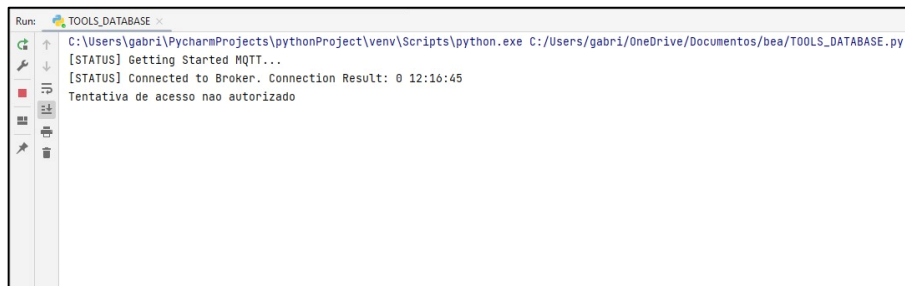 Run: TOOLS_DATABASE
C:\Users\gabri\PycharmProjects\pythonProject\venv\Scripts\python.exe C:/Users/gabri/OneDrive/Documentos/bea/TOOLS_DATABASE.py
[STATUS] Getting Started MQTT...
[STATUS] Connected to Broker. Connection Result: 0 12:16:45
Tentativa de acesso nao autorizado